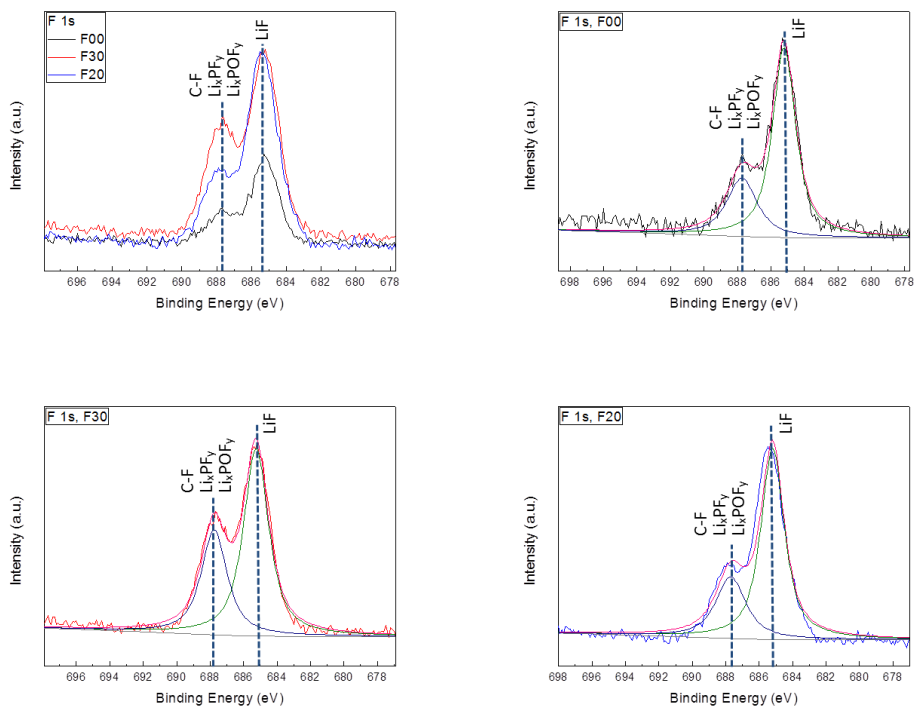 F 1s
F00
F30
F20
C-F
LixPFy
LixPOFy
LiF
Intensity (a.u.)
696 694 692 690 688 686 684 682 680 678
Binding Energy (eV)
F 1s, F00
C-F
LixPFy
LixPOFy
LiF
Intensity (a.u.)
698 696 694 692 690 688 686 684 682 680 678
Binding Energy (eV)
F 1s, F30
C-F
LixPFy
LixPOFy
LiF
Intensity (a.u.)
696 694 692 690 688 686 684 682 680 678
Binding Energy (eV)
F 1s, F20
C-F
LixPFy
LixPOFy
LiF
Intensity (a.u.)
698 696 694 692 690 688 686 684 682 680 678
Binding Energy (eV)